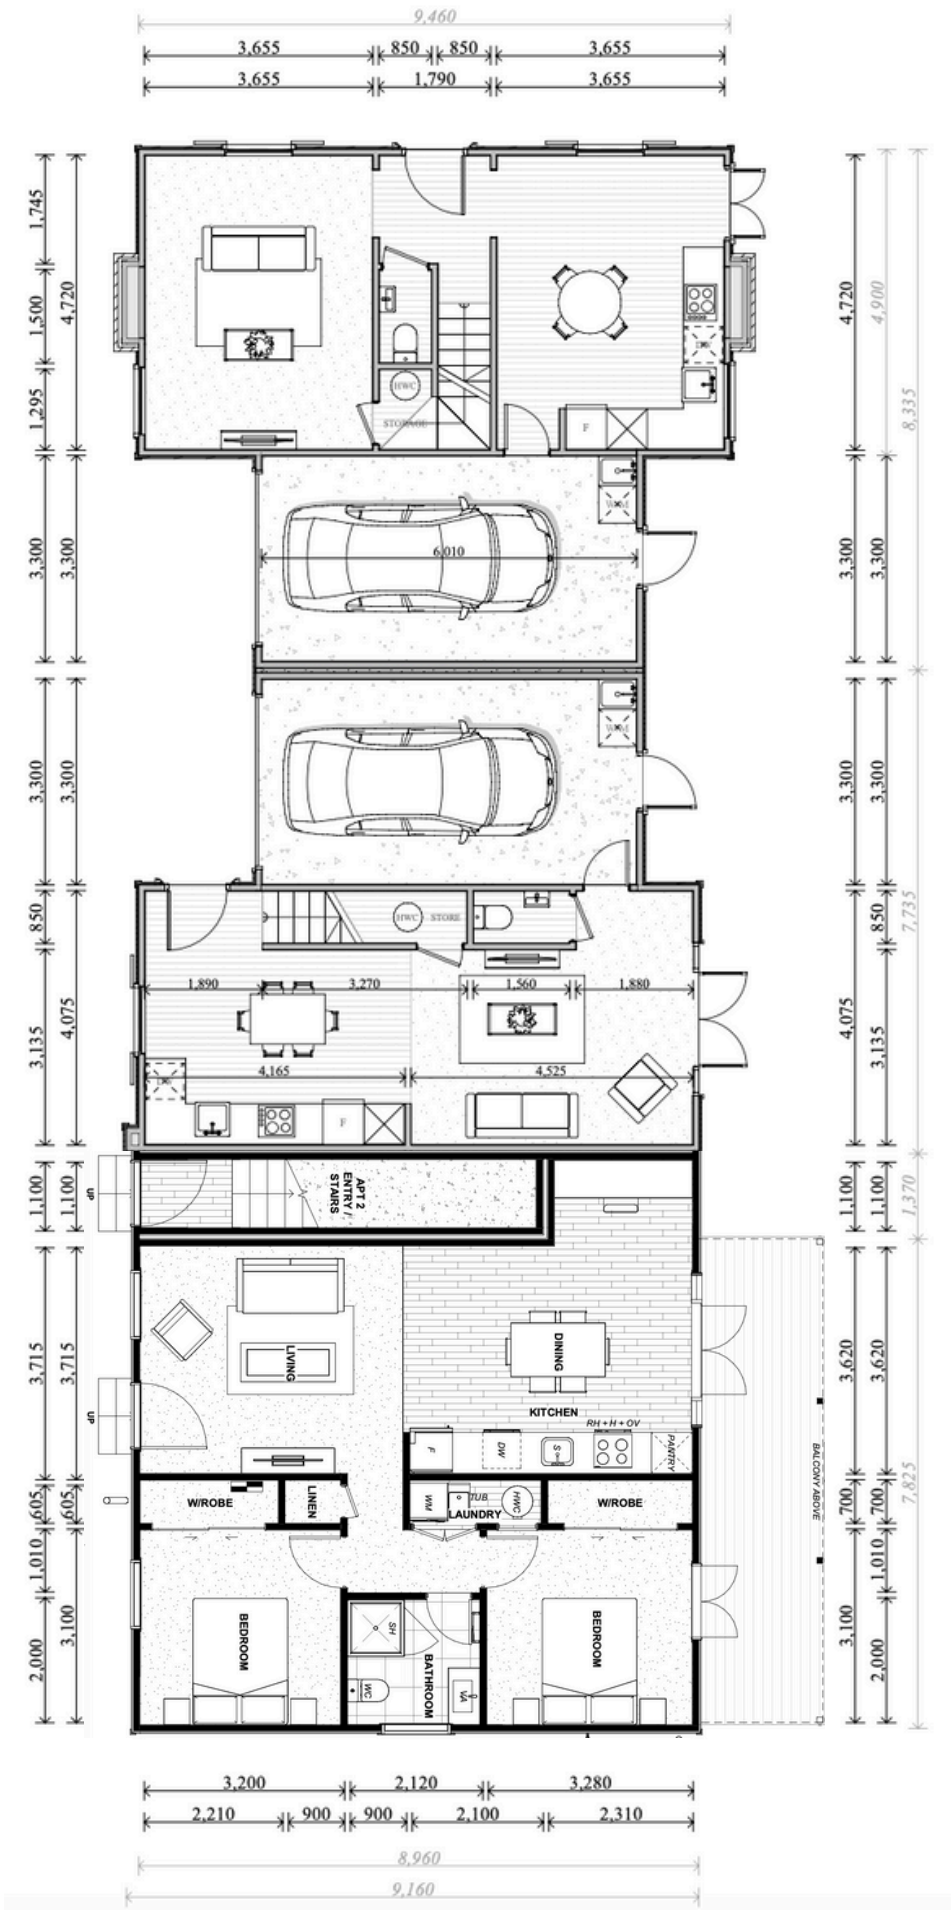 9,460
3,655 850 850 3,655
3,655 1,790 3,655
1,745
1,500
1,295
4,720
4,720
4,900
8,335
HWC
STORAGE
F
3,300 3,300
6,010
W/M
3,300 3,300
3,300 3,300
W/M
3,300 3,300
850
3,135
4,075
HWC STORE
1,890 3,270 1,560 1,880
4,165 4,525
F
4,075
850
3,135
7,735
1,100 1,100
UP
APT 2
ENTRY /
STAIRS
1,100 1,100
1,370
3,715 3,715
UP
LIVING
DINING
KITCHEN
RH + H + OV
F
DW
S
PANTRY
3,620 3,620
BALCONY ABOVE
7,825
605 605
W/ROBE
LINEN
WM
TUB
LAUNDRY
HWC
W/ROBE
700 700
1,010
2,000
3,100
BEDROOM
SH
WC
BATHROOM
VA
BEDROOM
3,100
1,010
2,000
3,200 2,120 3,280
2,210 900 900 2,100 2,310
8,960
9,160